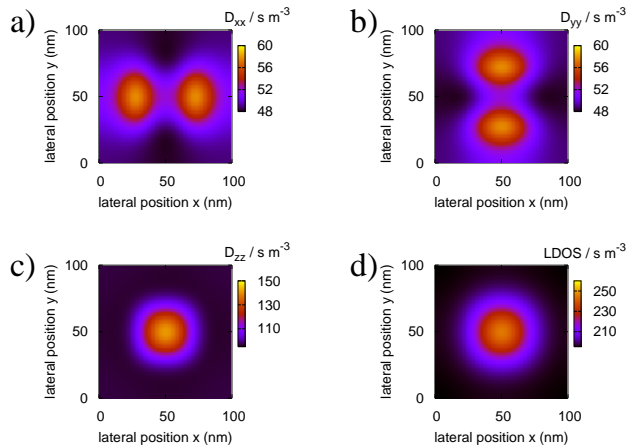 a)
D_xx / s m^-3
lateral position y (nm)
100
50
0
0 50 100
lateral position x (nm)
60
56
52
48
b)
D_yy / s m^-3
lateral position y (nm)
100
50
0
0 50 100
lateral position x (nm)
60
56
52
48
c)
D_zz / s m^-3
lateral position y (nm)
100
50
0
0 50 100
lateral position x (nm)
150
130
110
d)
LDOS / s m^-3
lateral position y (nm)
100
50
0
0 50 100
lateral position x (nm)
250
230
210